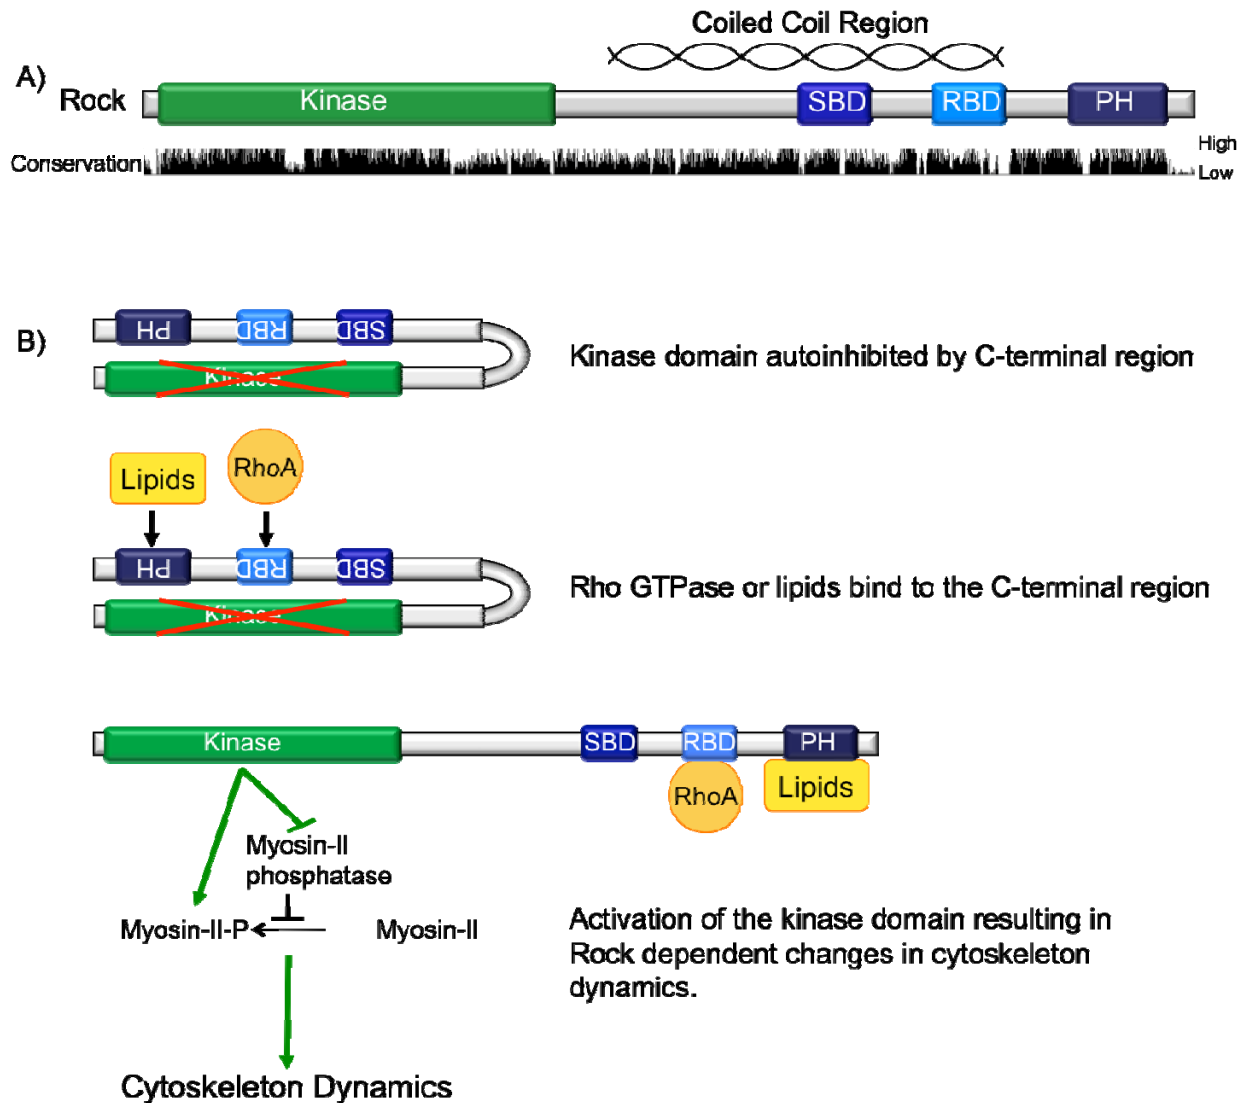 Coiled Coil Region
A)
Rock
Kinase
SBD
RBD
PH
Conservation
High
Low
B)
PH
RBD
SBD
Kinase
Kinase domain autoinhibited by C-terminal region
Lipids
RhoA
PH
RBD
SBD
Kinase
Rho GTPase or lipids bind to the C-terminal region
Kinase
SBD
RBD
PH
RhoA
Lipids
Myosin-II
phosphatase
Myosin-II-P
Myosin-II
Activation of the kinase domain resulting in
Rock dependent changes in cytoskeleton
dynamics.
Cytoskeleton Dynamics